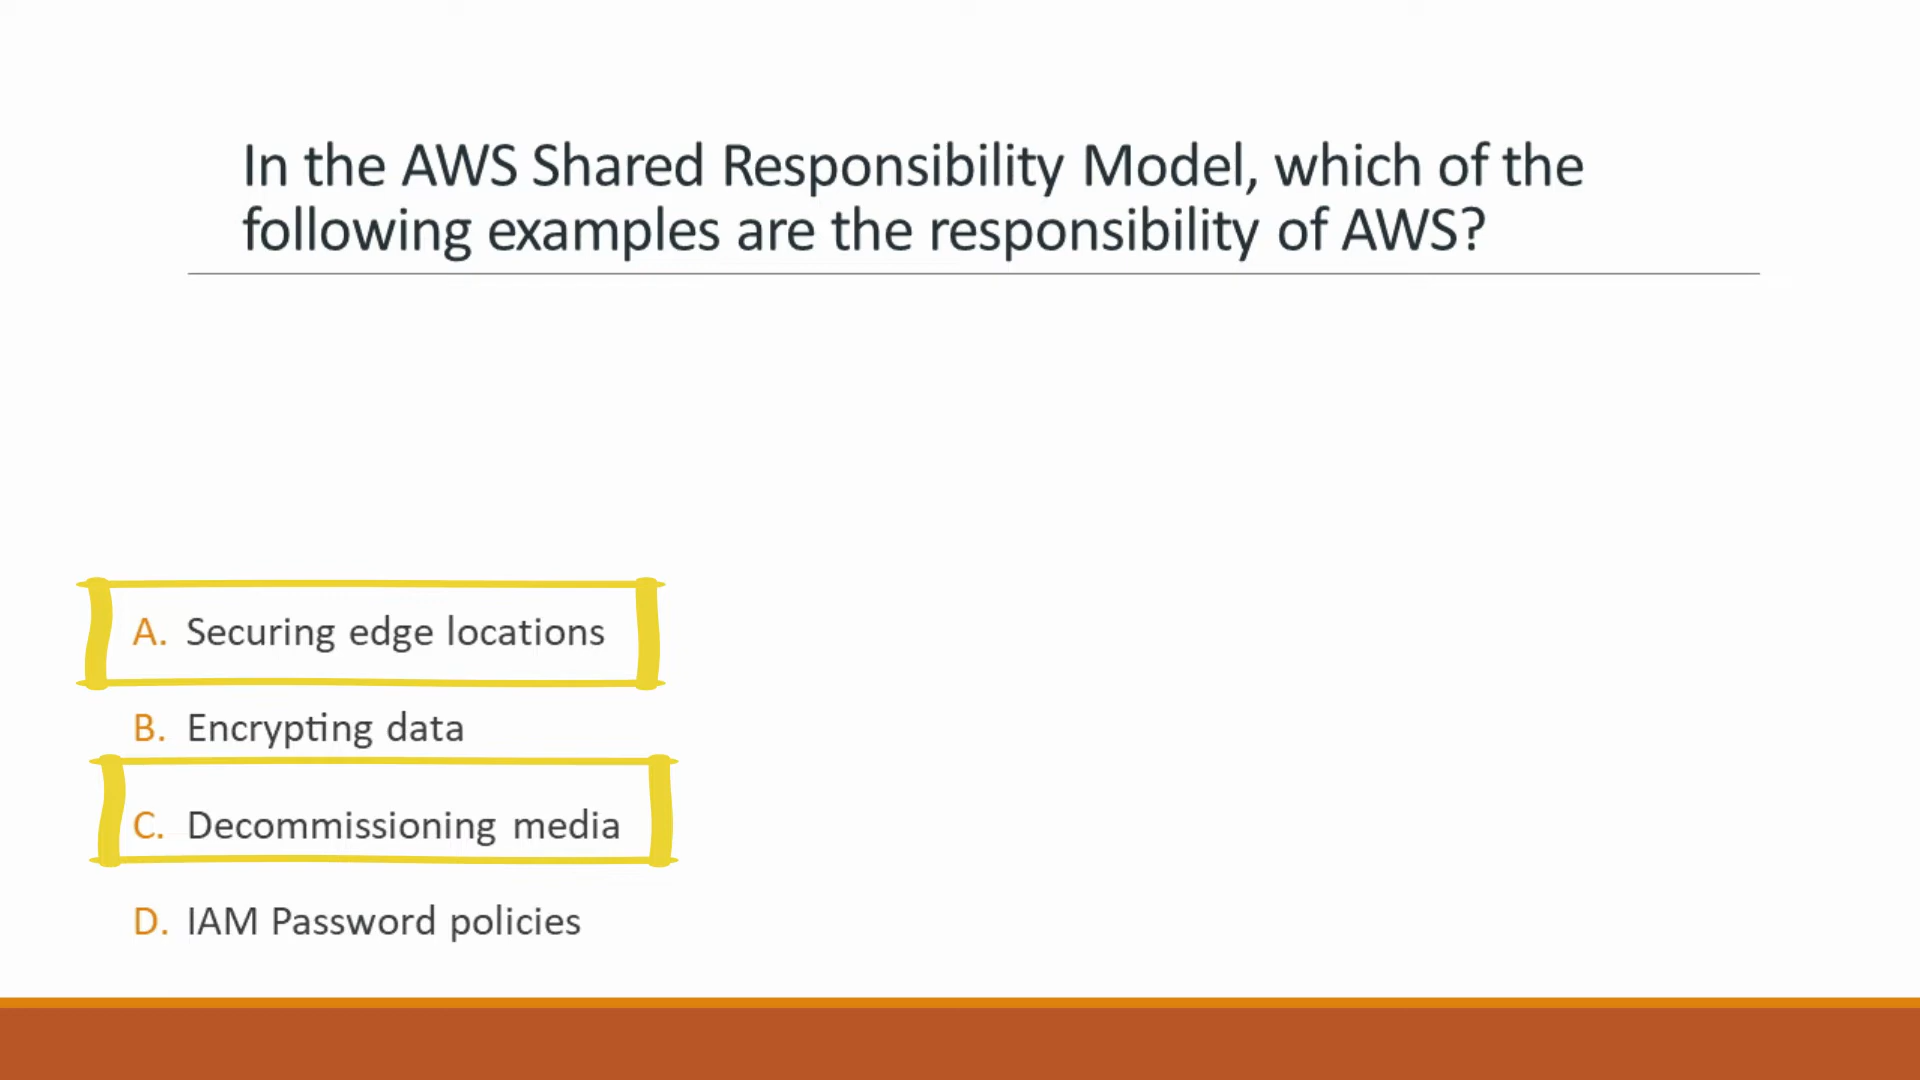 In the AWS Shared Responsibility Model, which of the
following examples are the responsibility of AWS?
A. Securing edge locations
B. Encrypting data
C. Decommissioning media
D. IAM Password policies